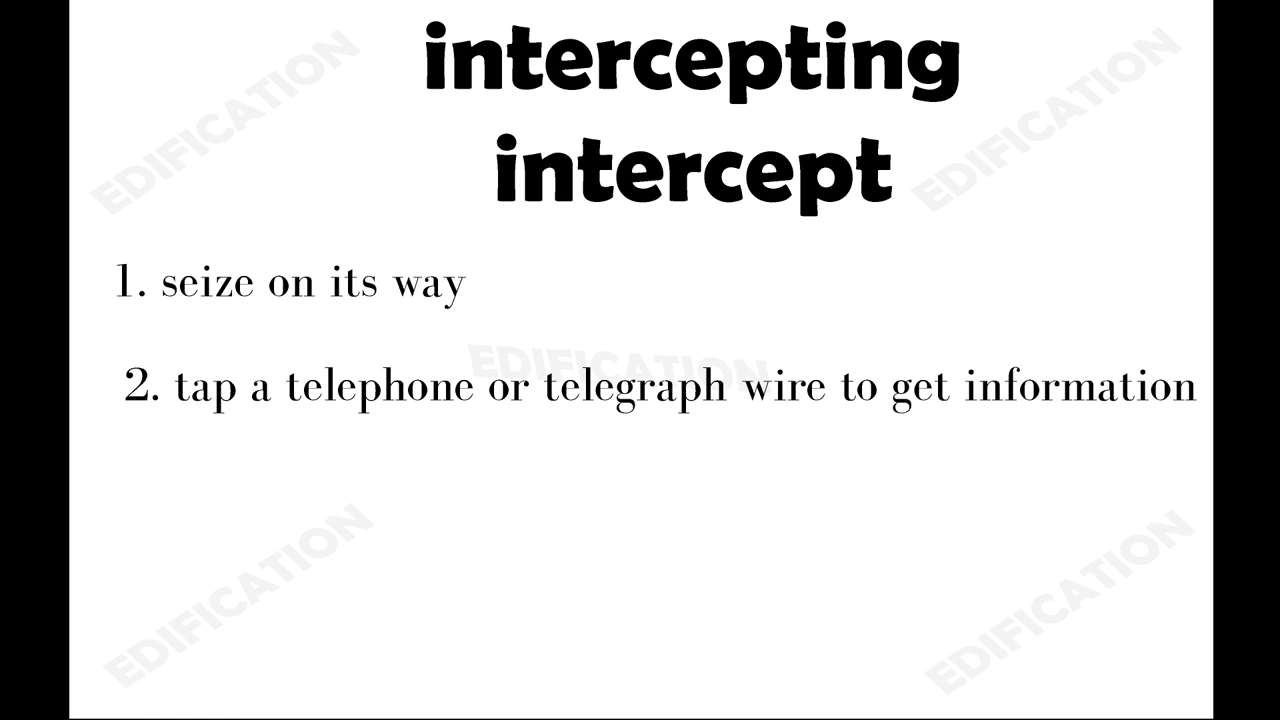 intercepting
intercept
EDIFICATION
EDIFICATION
1. seize on its way
EDIFICATION
2. tap a telephone or telegraph wire to get information
EDIFICATION
EDIFICATION